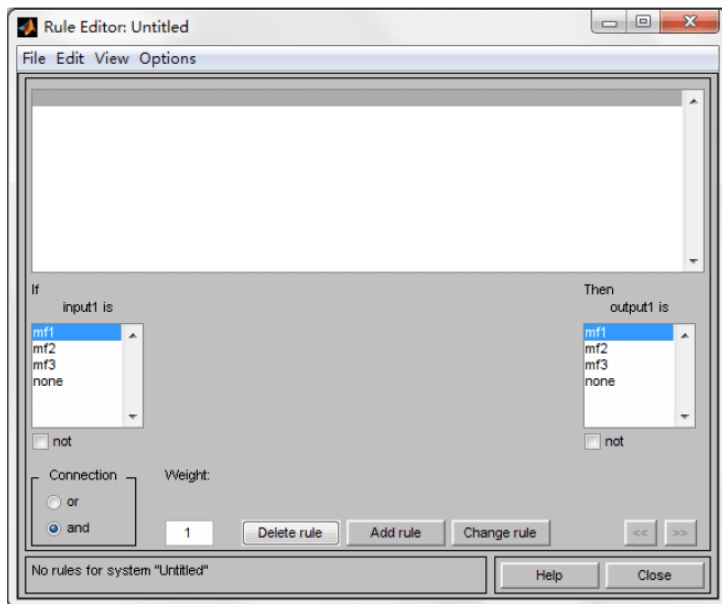 Rule Editor: Untitled
File Edit View Options
If
input1 is
mf1
mf2
mf3
none
not
Then
output1 is
mf1
mf2
mf3
none
not
Connection
or
and
Weight:
1
Delete rule
Add rule
Change rule
<< >>
No rules for system "Untitled"
Help
Close